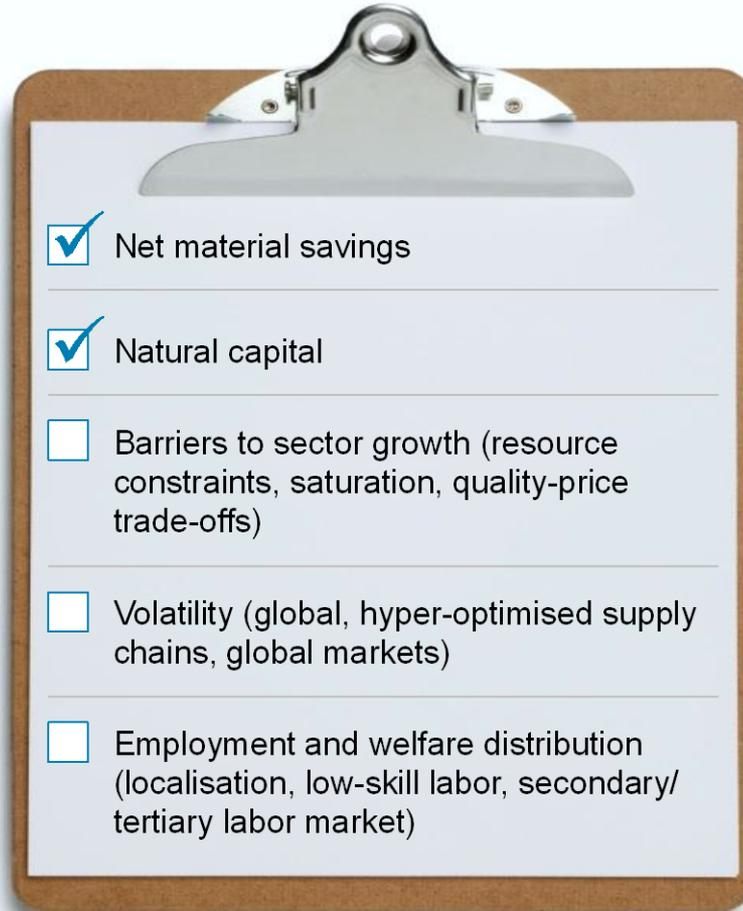 Net material savings
Natural capital
Barriers to sector growth (resource
constraints, saturation, quality-price
trade-offs)
Volatility (global, hyper-optimised supply
chains, global markets)
Employment and welfare distribution
(localisation, low-skill labor, secondary/
tertiary labor market)